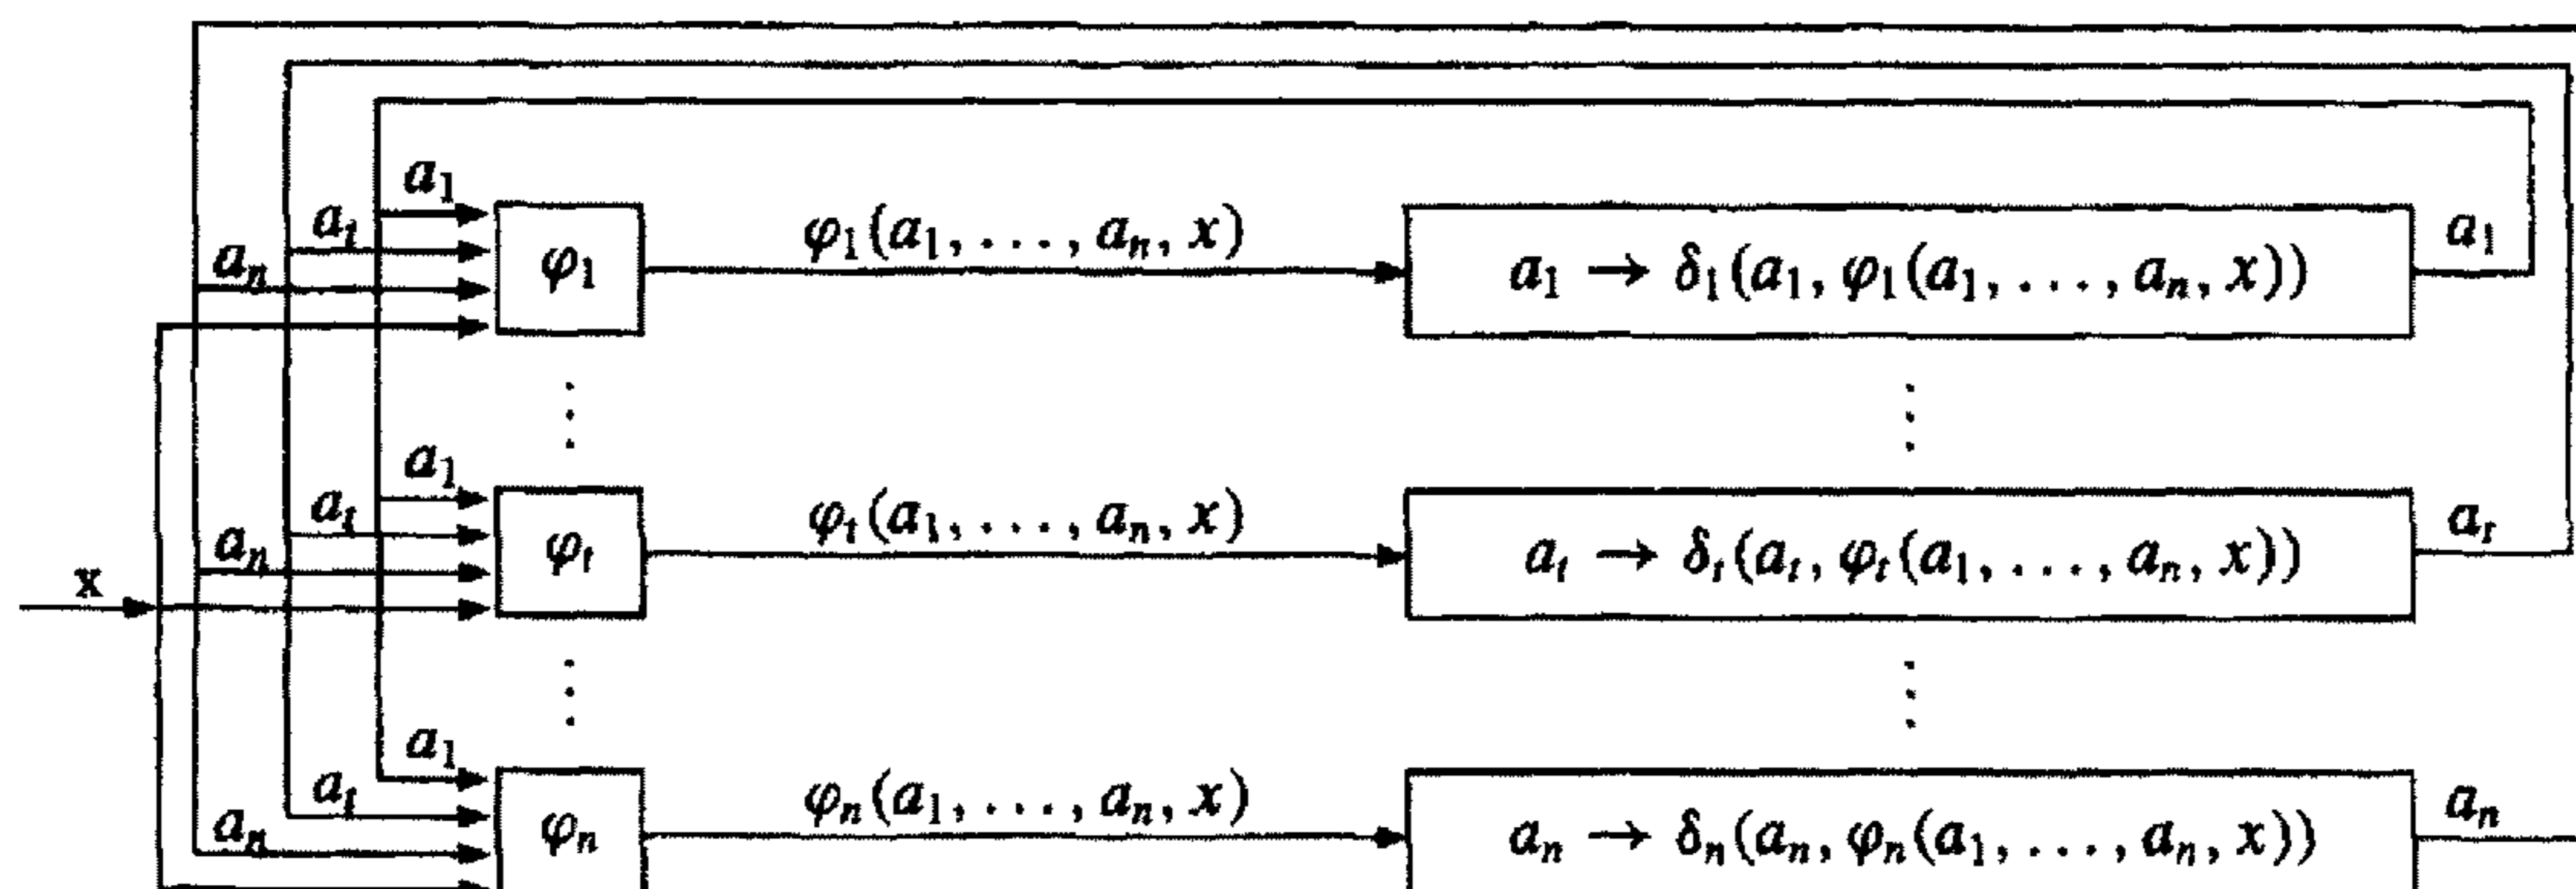 a₁
aₜ
aₙ
φ₁
φ₁(a₁, . . . , aₙ, x)
a₁ → δ₁(a₁, φ₁(a₁, . . . , aₙ, x))
a₁
a₁
aₜ
aₙ
x
φₜ
φₜ(a₁, . . . , aₙ, x)
aₜ → δₜ(aₜ, φₜ(a₁, . . . , aₙ, x))
aₜ
a₁
aₜ
aₙ
φₙ
φₙ(a₁, . . . , aₙ, x)
aₙ → δₙ(aₙ, φₙ(a₁, . . . , aₙ, x))
aₙ